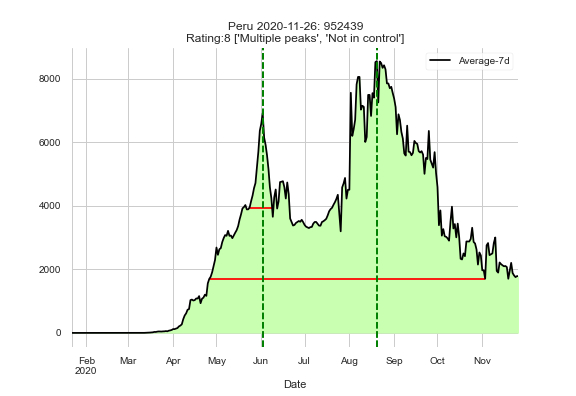 Peru 2020-11-26: 952439
Rating:8 ['Multiple peaks', 'Not in control']
Average-7d
8000
6000
4000
2000
0
Feb Mar Apr May Jun Jul Aug Sep Oct Nov
2020
Date